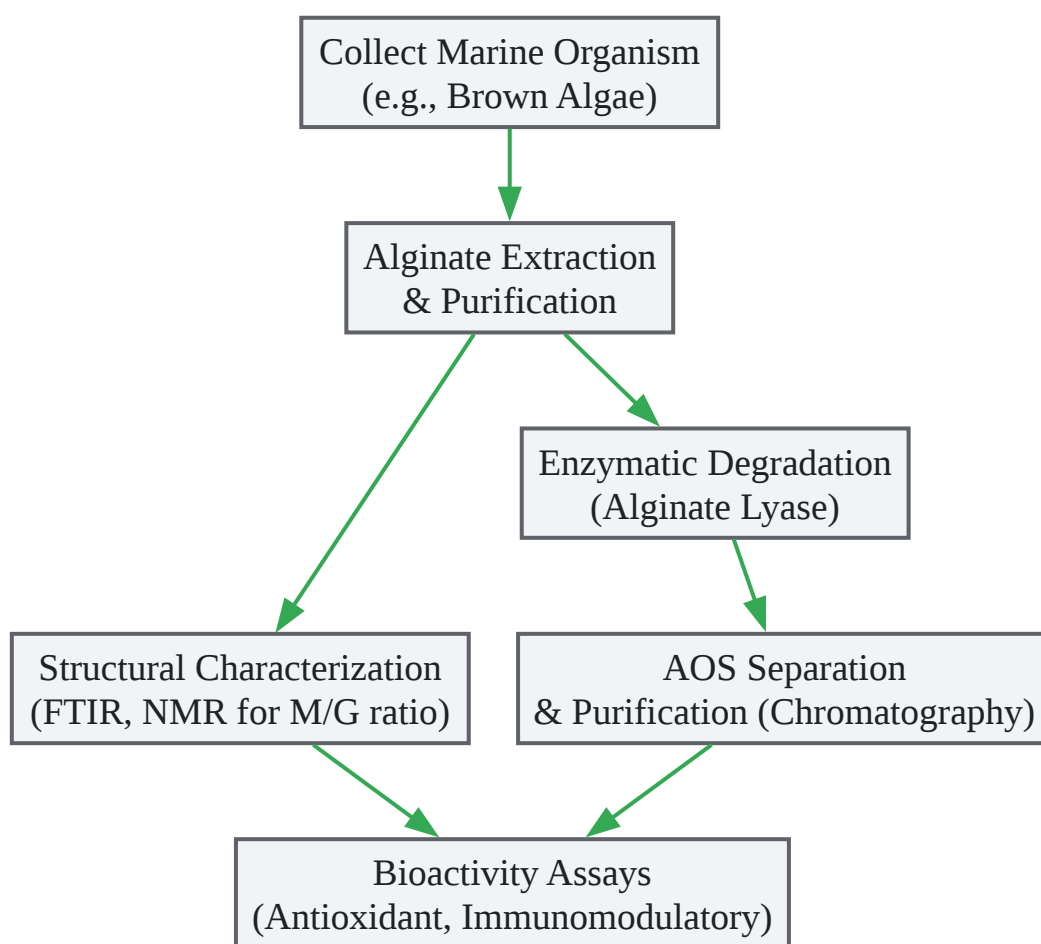 Collect Marine Organism
(e.g., Brown Algae)
Alginate Extraction
& Purification
Enzymatic Degradation
(Alginate Lyase)
Structural Characterization
(FTIR, NMR for M/G ratio)
AOS Separation
& Purification (Chromatography)
Bioactivity Assays
(Antioxidant, Immunomodulatory)